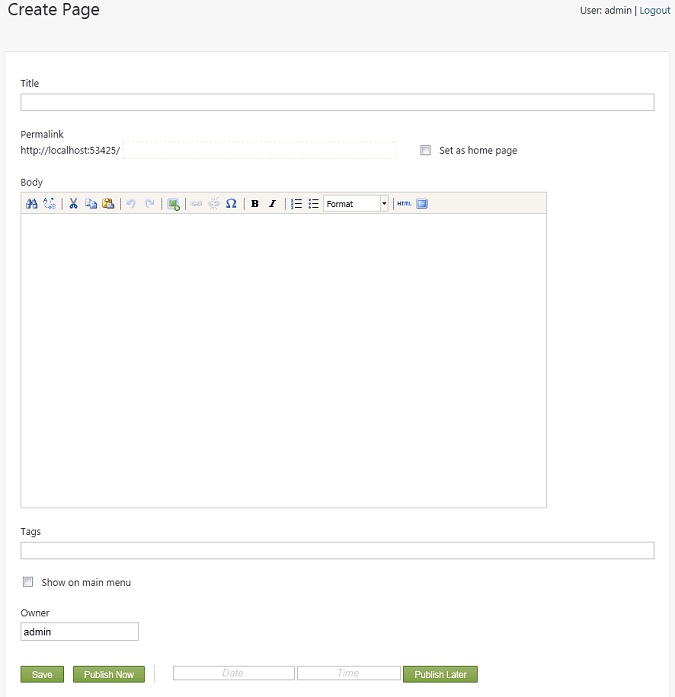 Create Page
User: admin | Logout
Title
Permalink
http://localhost:53425/
Set as home page
Body
B I Format HTML
Tags
Show on main menu
Owner
admin
Save Publish Now Date Time Publish Later